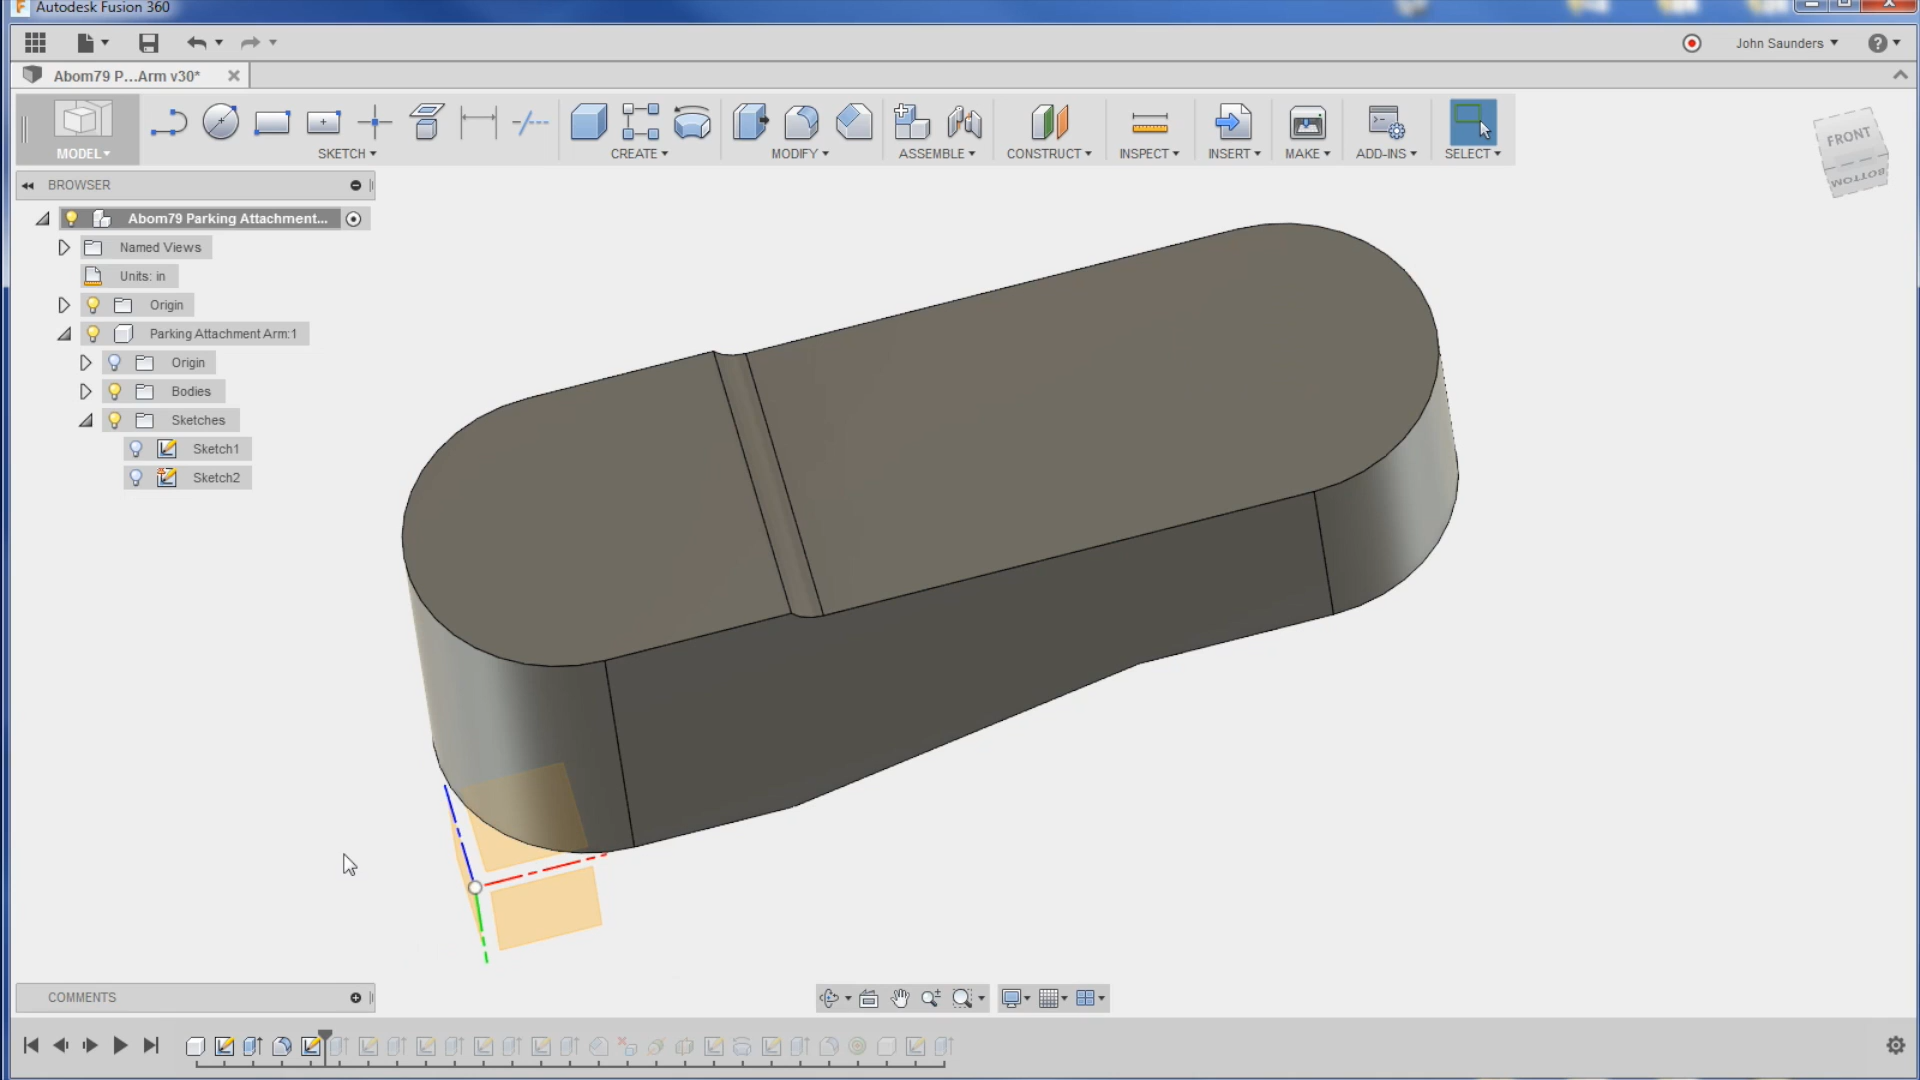 Autodesk Fusion 360
John Saunders
Abom79 P...Arm v30*
MODEL
SKETCH
CREATE
MODIFY
ASSEMBLE
CONSTRUCT
INSPECT
INSERT
MAKE
ADD-INS
SELECT
FRONT
BOTTOM
BROWSER
Abom79 Parking Attachment...
Named Views
Units: in
Origin
Parking Attachment Arm:1
Origin
Bodies
Sketches
Sketch1
Sketch2
COMMENTS